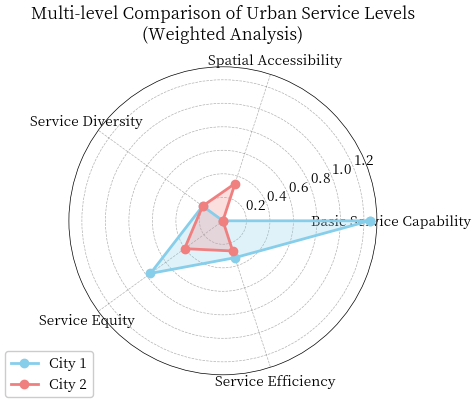 Multi-level Comparison of Urban Service Levels
(Weighted Analysis)
Spatial Accessibility
Service Diversity
1.2
1.0
0.8
0.6
0.4
0.2
Basic Service Capability
Service Equity
Service Efficiency
City 1
City 2